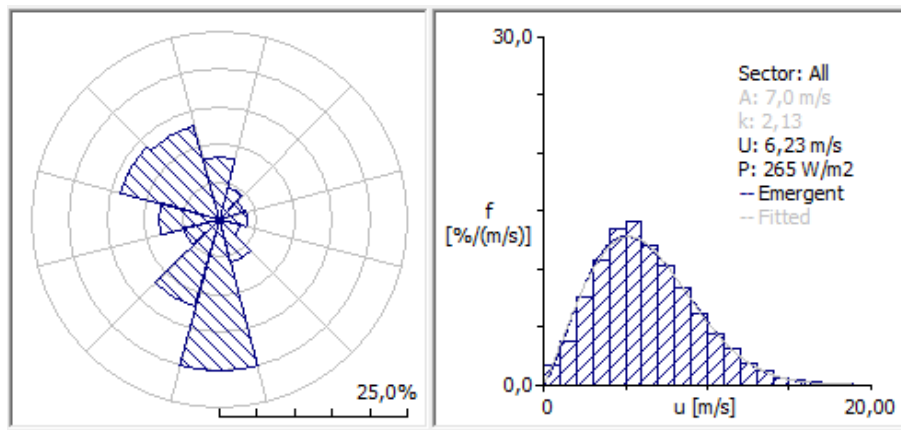 25,0%
30,0
f
[%/(m/s)]
0,0
0
u [m/s]
20,00
Sector: All
A: 7,0 m/s
k: 2,13
U: 6,23 m/s
P: 265 W/m2
-- Emergent
-- Fitted